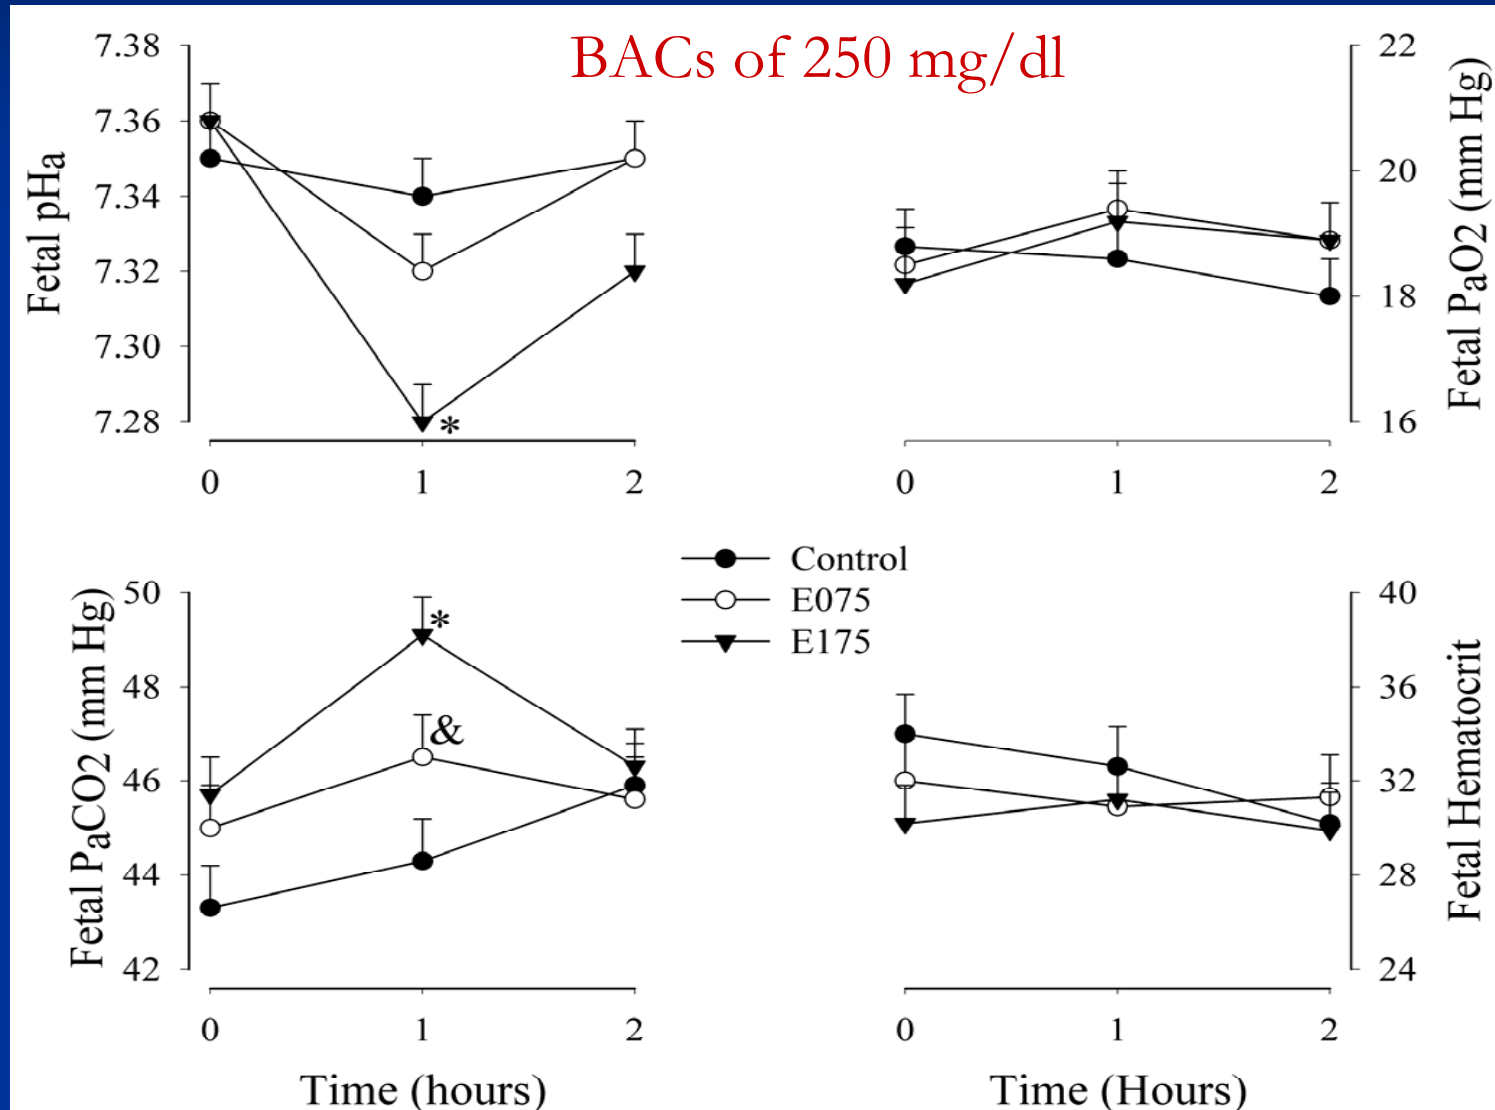 BACs of 250 mg/dl
Fetal pHa
7.38
7.36
7.34
7.32
7.30
7.28
*
0 1 2
Fetal PaO2 (mm Hg)
22
20
18
16
0 1 2
Control
E075
E175
Fetal PaCO2 (mm Hg)
50
48
46
44
42
*
&
0 1 2
Time (hours)
Fetal Hematocrit
40
36
32
28
24
0 1 2
Time (Hours)